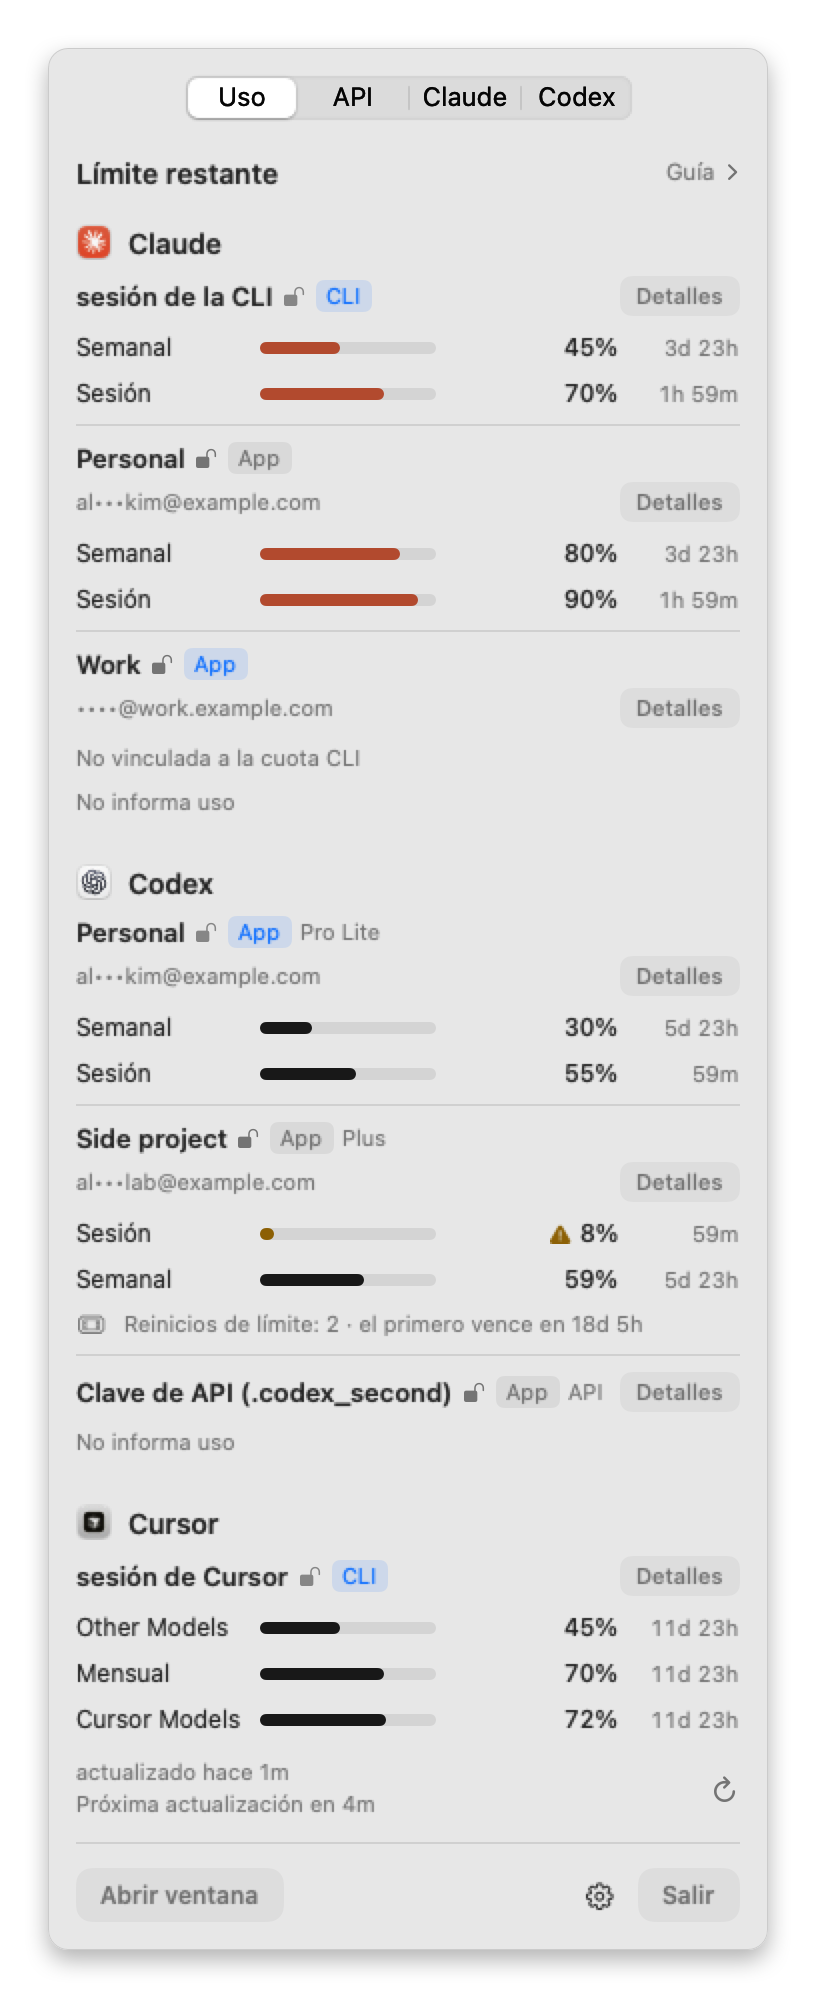 Uso API Claude Codex
Límite restante Guía
Claude
sesión de la CLI CLI Detalles
Semanal 45% 3d 23h
Sesión 70% 1h 59m
Personal App
al•••kim@example.com Detalles
Semanal 80% 3d 23h
Sesión 90% 1h 59m
Work App
••••@work.example.com Detalles
No vinculada a la cuota CLI
No informa uso
Codex
Personal App Pro Lite
al•••kim@example.com Detalles
Semanal 30% 5d 23h
Sesión 55% 59m
Side project App Plus
al•••lab@example.com Detalles
Sesión 8% 59m
Semanal 59% 5d 23h
Reinicios de límite: 2 · el primero vence en 18d 5h
Clave de API (.codex_second) App API Detalles
No informa uso
Cursor
sesión de Cursor CLI Detalles
Other Models 45% 11d 23h
Mensual 70% 11d 23h
Cursor Models 72% 11d 23h
actualizado hace 1m
Próxima actualización en 4m
Abrir ventana Salir